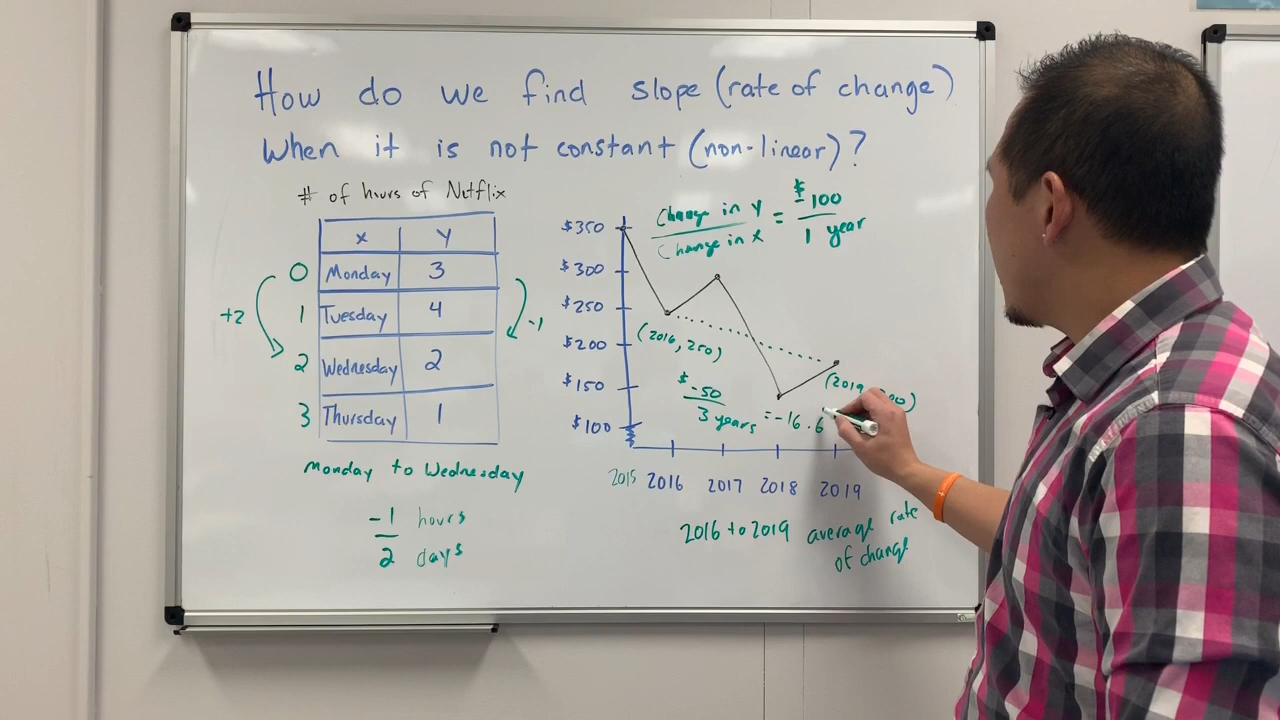 How do we find slope (rate of change)
When it is not constant (non-linear)?
# of hours of Netflix
x | y
0 Monday 3
1 Tuesday 4
2 Wednesday 2
3 Thursday 1
+2
-1
Monday to Wednesday
-1 hours
2 days
Change in y = $-100
Change in x 1 year
$350
$300
$250
$200
$150
$100
(2016, 250)
(2019,
$-50
3 years = -16.6
2015 2016 2017 2018 2019
2016 to 2019 average rate
of change